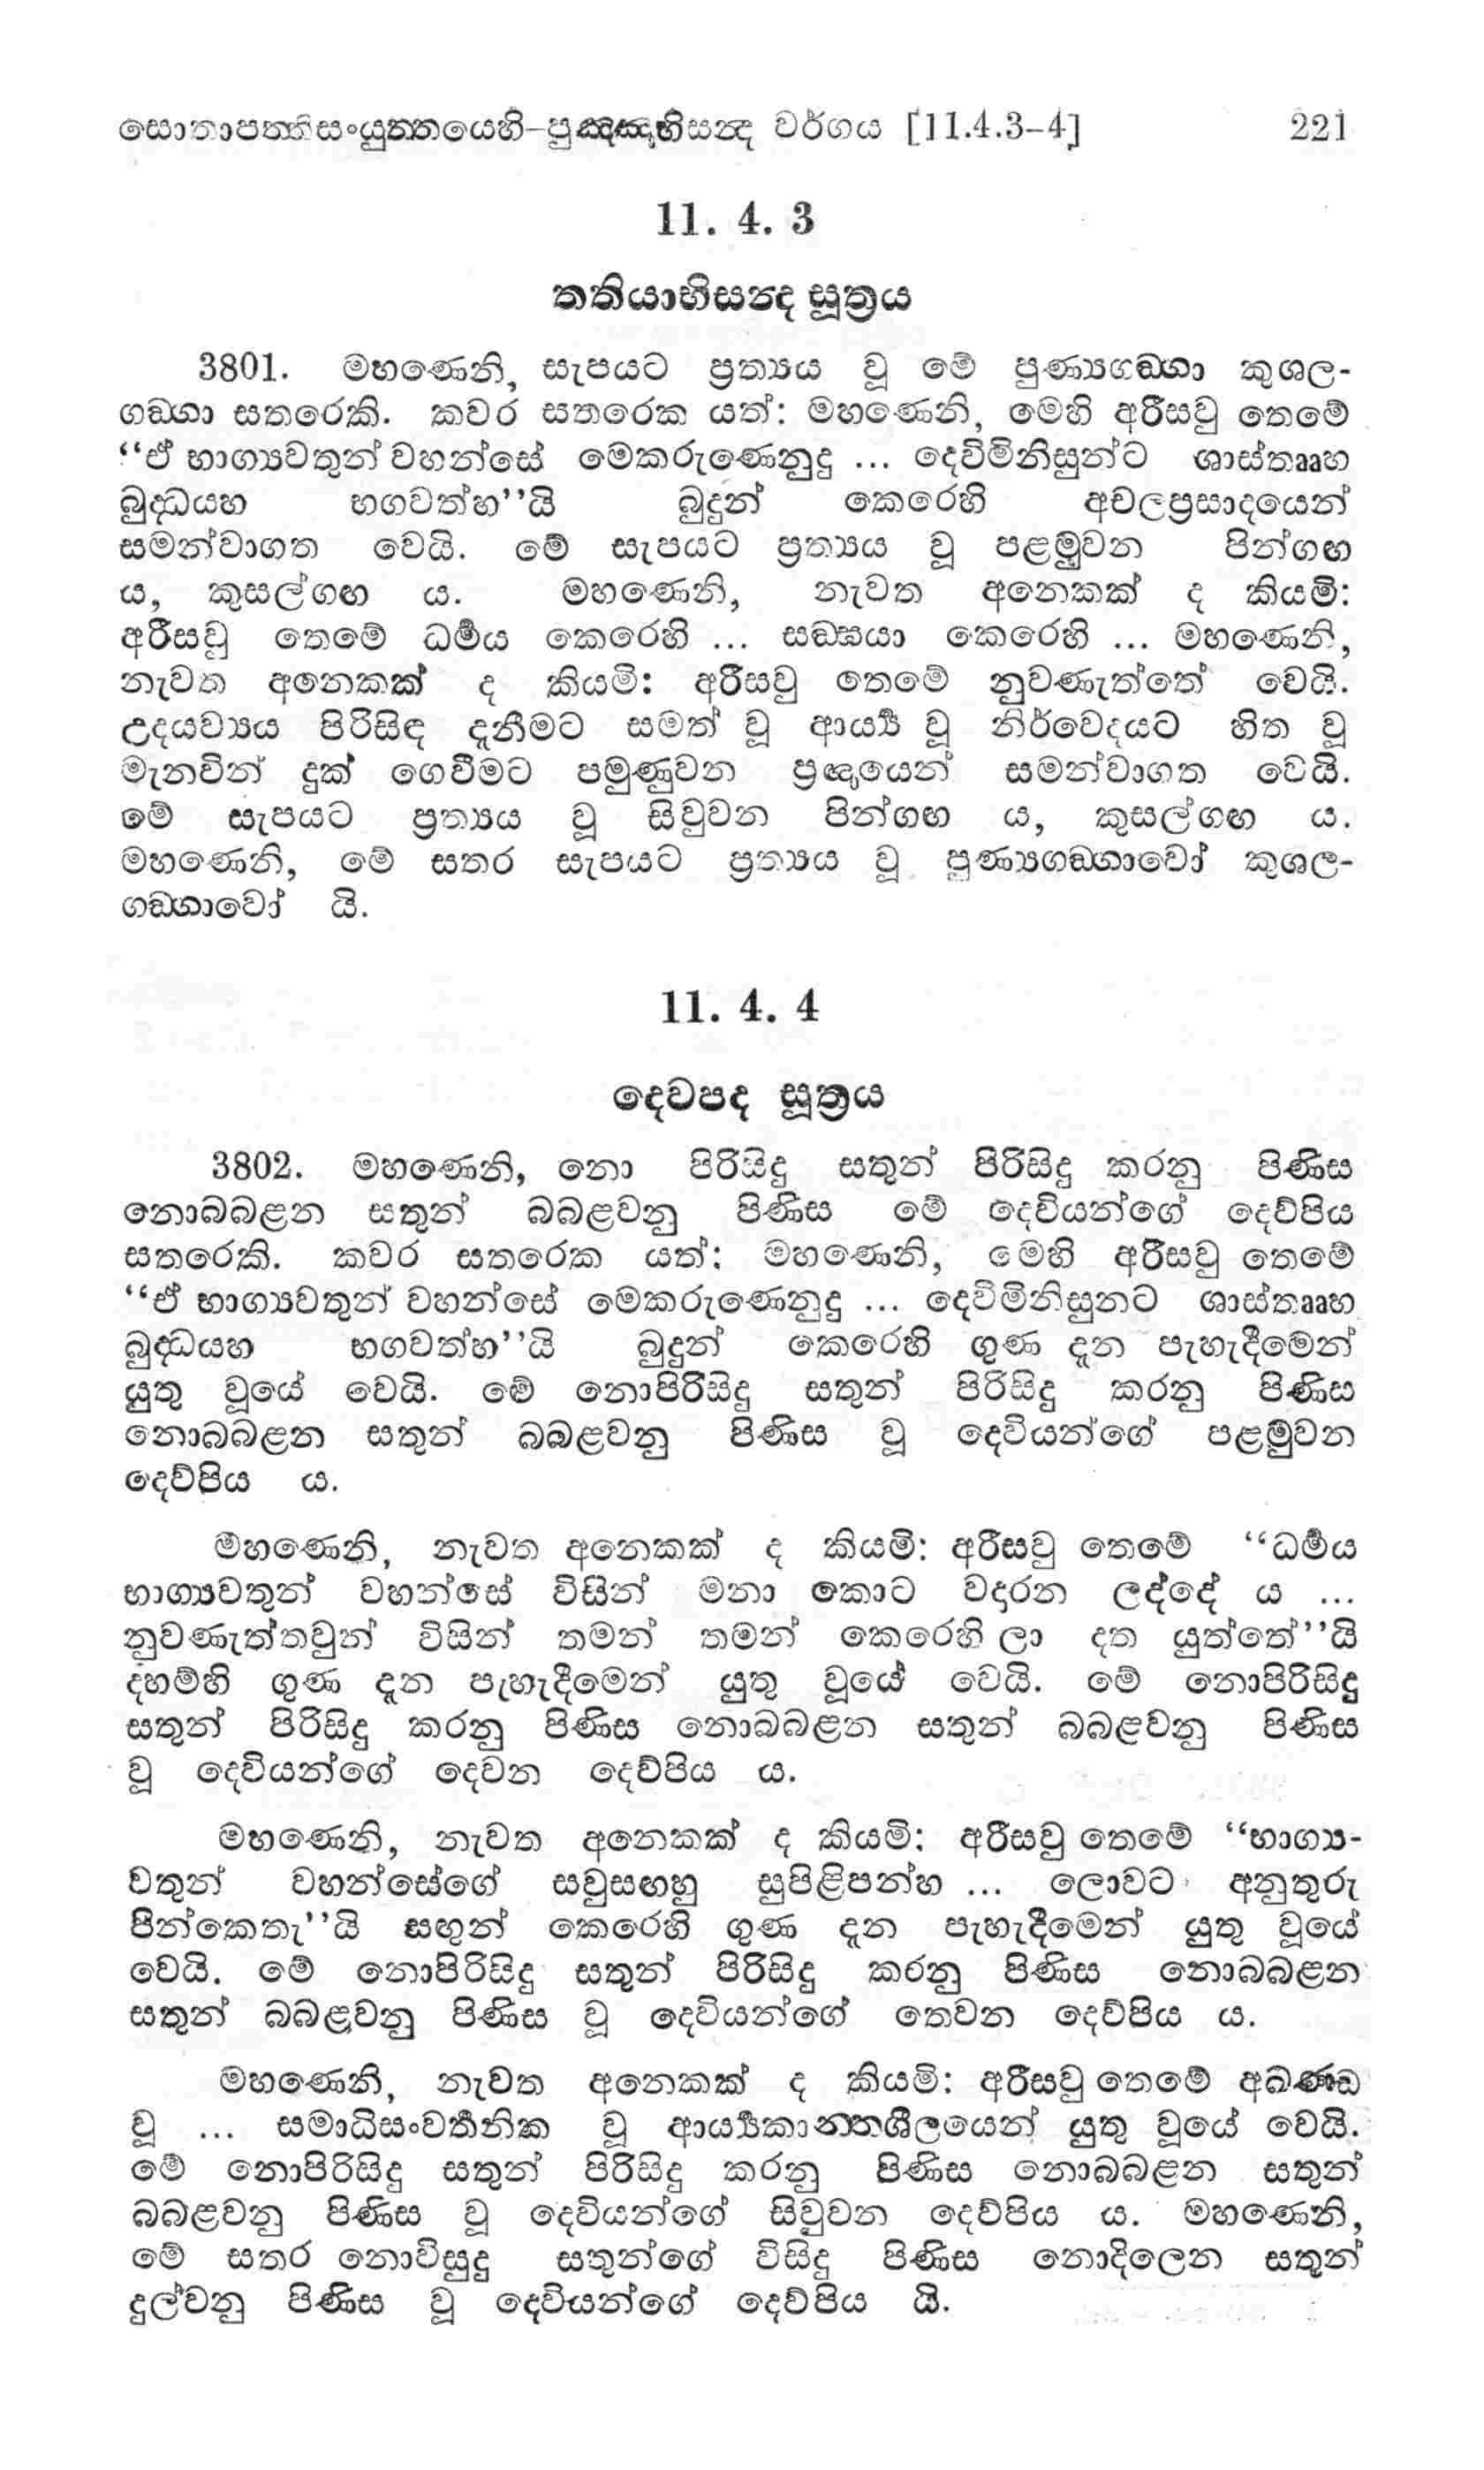 සොතාපත්තිසංයුත්තයෙහි–පුඤ්ඤාභිසන්ද වර්ගය [11.4.3–4] 221
11. 4. 3
තතියාභිසන්ද සූත්‍රය
3801. මහණෙනි, සැපයට ප්‍රත්‍යය වූ මේ පුණ්‍යගඞ්ගා කුශල-
ගඞ්ගා සතරෙකි. කවර සතරෙක යත්: මහණෙනි, මෙහි අරීසවු තෙමේ
“ඒ භාග්‍යවතුන් වහන්සේ මෙකරුණෙනුදු ... දෙවිමිනිසුන්ට ශාස්තෲහ
බුද්ධයහ භගවත්හ”යි බුදුන් කෙරෙහි අචලප්‍රසාදයෙන්
සමන්වාගත වෙයි. මේ සැපයට ප්‍රත්‍යය වූ පළමුවන පින්ගඟ
ය, කුසල්ගඟ ය. මහණෙනි, නැවත අනෙකක් ද කියමි:
අරීසවු තෙමේ ධර්‍මය කෙරෙහි ... සඞ්ඝයා කෙරෙහි ... මහණෙනි,
නැවත අනෙකක් ද කියමි: අරීසවු තෙමේ නුවණැත්තේ වෙයි.
උදයව්‍යය පිරිසිඳ දැනීමට සමත් වූ ආර්‍ය්‍ය වූ නිර්වෙදයට හිත වූ
මැනවින් දුක් ගෙවීමට පමුණුවන ප්‍රඥායෙන් සමන්වාගත වෙයි.
මේ සැපයට ප්‍රත්‍යය වූ සිවුවන පින්ගඟ ය, කුසල්ගඟ ය.
මහණෙනි, මේ සතර සැපයට ප්‍රත්‍යය වූ පුණ්‍යගඞ්ගාවෝ කුශල-
ගඞ්ගාවෝ යි.
11. 4. 4
දෙවපද සූත්‍රය
3802. මහණෙනි, නො පිරිසිදු සතුන් පිරිසිදු කරනු පිණිස
නොබබළන සතුන් බබළවනු පිණිස මේ දෙවියන්ගේ දෙව්පිය
සතරෙකි. කවර සතරෙක යත්: මහණෙනි, මෙහි අරීසවු තෙමේ
“ඒ භාග්‍යවතුන් වහන්සේ මෙකරුණෙනුදු ... දෙවිමිනිසුනට ශාස්තෲහ
බුද්ධයහ භගවත්හ”යි බුදුන් කෙරෙහි ගුණ දැන පැහැදීමෙන්
යුතු වූයේ වෙයි. මේ නොපිරිසිදු සතුන් පිරිසිදු කරනු පිණිස
නොබබළන සතුන් බබළවනු පිණිස වූ දෙවියන්ගේ පළමුවන
දෙව්පිය ය.
මහණෙනි, නැවත අනෙකක් ද කියමි: අරීසවු තෙමේ “ධර්‍මය
භාග්‍යවතුන් වහන්සේ විසින් මනා කොට වදාරන ලද්දේ ය ...
නුවණැත්තවුන් විසින් තමන් තමන් කෙරෙහි ලා දත යුත්තේ”යි
දහම්හි ගුණ දැන පැහැදීමෙන් යුතු වූයේ වෙයි. මේ නොපිරිසිදු
සතුන් පිරිසිදු කරනු පිණිස නොබබළන සතුන් බබළවනු පිණිස
වූ දෙවියන්ගේ දෙවන දෙව්පිය ය.
මහණෙනි, නැවත අනෙකක් ද කියමි: අරීසවු තෙමේ “භාග්‍ය-
වතුන් වහන්සේගේ සවුසඟහු සුපිළිපන්හ ... ලොවට අනුතුරු
පින්කෙතැ”යි සඟුන් කෙරෙහි ගුණ දැන පැහැදීමෙන් යුතු වූයේ
වෙයි. මේ නොපිරිසිදු සතුන් පිරිසිදු කරනු පිණිස නොබබළන
සතුන් බබළවනු පිණිස වූ දෙවියන්ගේ තෙවන දෙව්පිය ය.
මහණෙනි, නැවත අනෙකක් ද කියමි: අරීසවු තෙමේ අඛණ්ඩ
වූ ... සමාධිසංවර්‍තනික වූ ආර්‍ය්‍යකාන්තශීලයෙන් යුතු වූයේ වෙයි.
මේ නොපිරිසිදු සතුන් පිරිසිදු කරනු පිණිස නොබබළන සතුන්
බබළවනු පිණිස වූ දෙවියන්ගේ සිවුවන දෙව්පිය ය. මහණෙනි,
මේ සතර නොවිසුදු සතුන්ගේ විසිදු පිණිස නොදිලෙන සතුන්
දුල්වනු පිණිස වූ දෙවියන්ගේ දෙව්පිය යි.